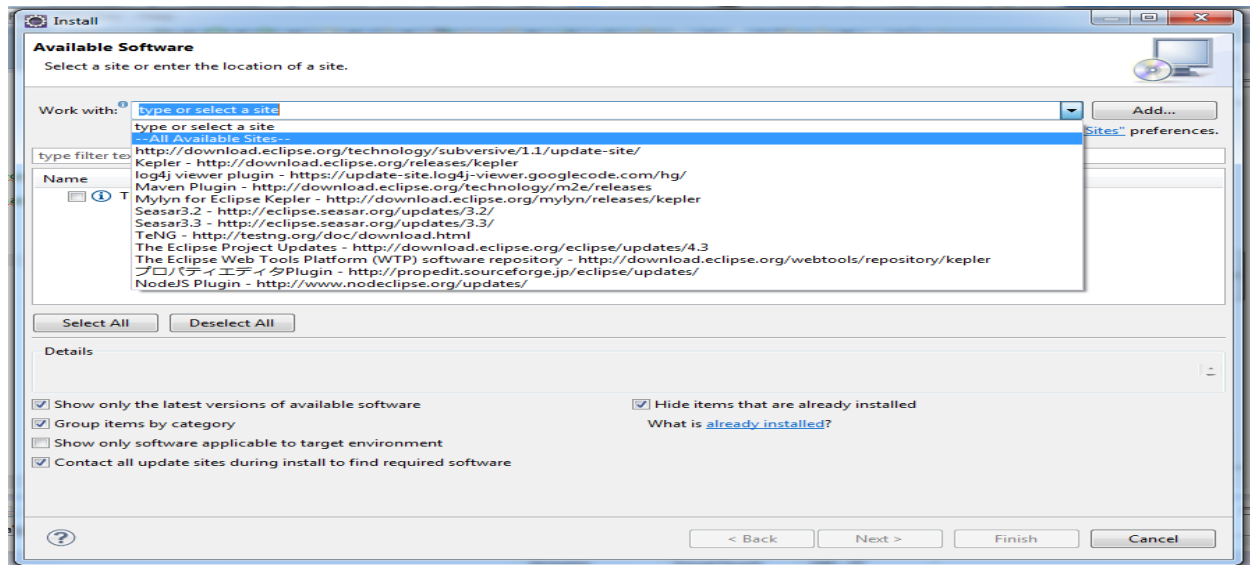 Install
Available Software
Select a site or enter the location of a site.
Work with:
type or select a site
Add...
type or select a site
--All Available Sites--
Sites" preferences.
http://download.eclipse.org/technology/subversive/1.1/update-site/
Kepler - http://download.eclipse.org/releases/kepler
log4j viewer plugin - https://update-site.log4j-viewer.googlecode.com/hg/
Maven Plugin - http://download.eclipse.org/technology/m2e/releases
Mylyn for Eclipse Kepler - http://download.eclipse.org/mylyn/releases/kepler
Seasar3.2 - http://eclipse.seasar.org/updates/3.2/
Seasar3.3 - http://eclipse.seasar.org/updates/3.3/
TeNG - http://testng.org/doc/download.html
The Eclipse Project Updates - http://download.eclipse.org/eclipse/updates/4.3
The Eclipse Web Tools Platform (WTP) software repository - http://download.eclipse.org/webtools/repository/kepler
プロパティエディタPlugin - http://propedit.sourceforge.jp/eclipse/updates/
NodeJS Plugin - http://www.nodeclipse.org/updates/
type filter tex
Name
T
Select All
Deselect All
Details
Show only the latest versions of available software
Hide items that are already installed
Group items by category
What is already installed?
Show only software applicable to target environment
Contact all update sites during install to find required software
?
< Back
Next >
Finish
Cancel